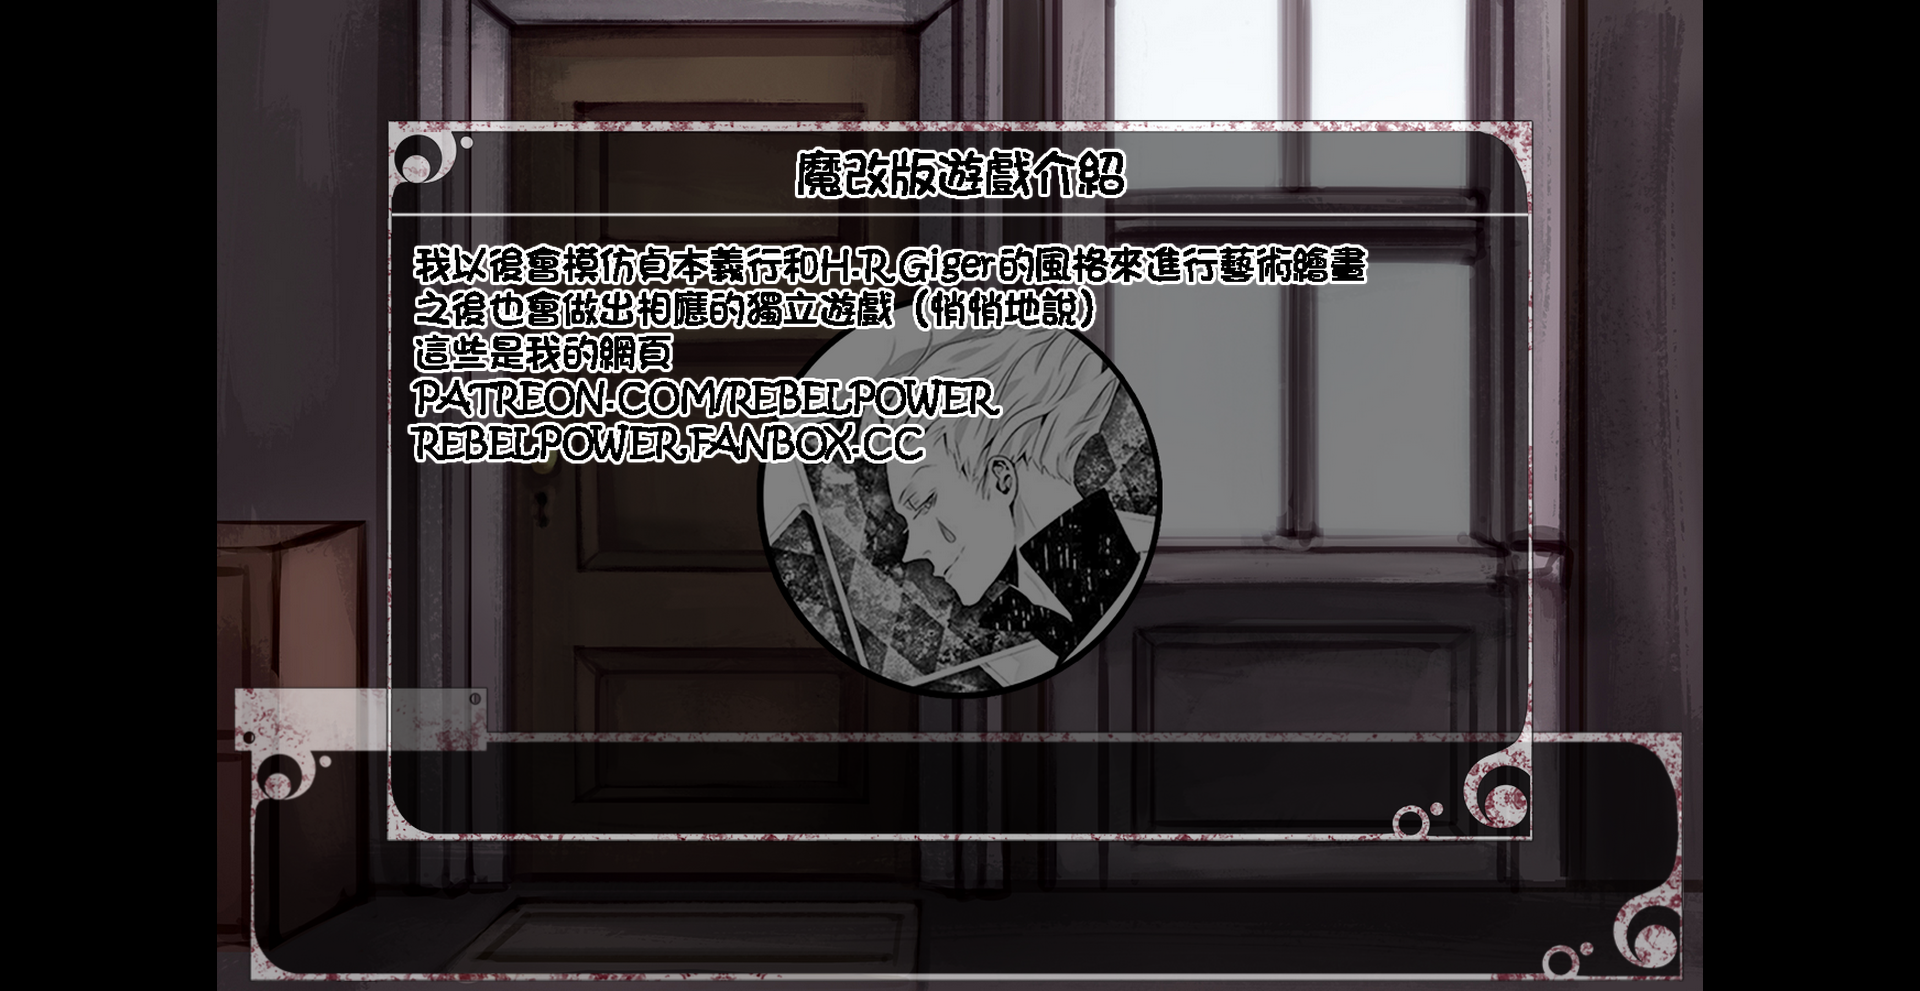 魔改版遊戲介紹
我以後會模仿貞本義行和H.R.Giger的風格來進行藝術繪畫
之後也會做出相應的獨立遊戲（悄悄地說）
這些是我的網頁
PATREON.COM/REBELPOWER
REBELPOWER.FANBOX.CC